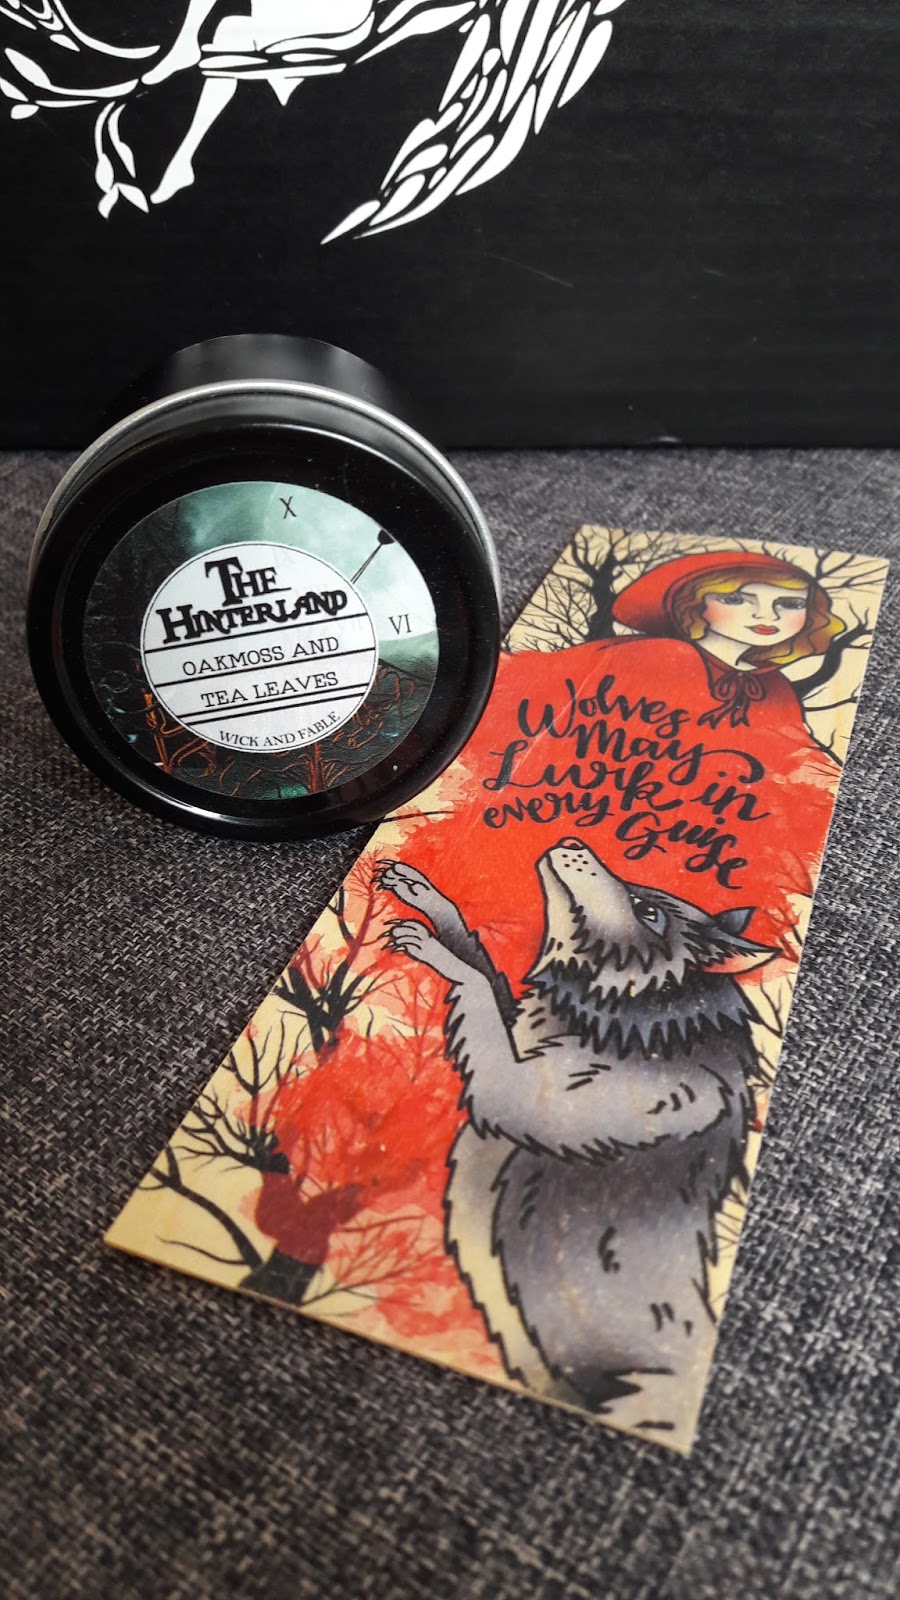 X
VI
THE
HINTERLAND
OAKMOSS AND
TEA LEAVES
WICK AND FABLE
Wolves
May
Lurk in
every Guise